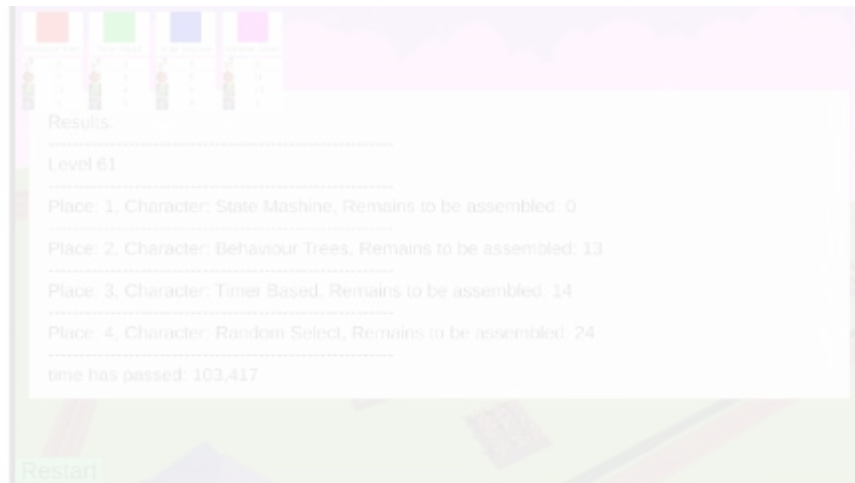 Results:
------------------------------------------------------------
Level 61
------------------------------------------------------------
Place: 1, Character: State Mashine, Remains to be assembled: 0
------------------------------------------------------------
Place: 2, Character: Behaviour Trees, Remains to be assembled: 13
------------------------------------------------------------
Place: 3, Character: Timer Based, Remains to be assembled: 14
------------------------------------------------------------
Place: 4, Character: Random Select, Remains to be assembled: 24
------------------------------------------------------------
time has passed: 103,417
Restart